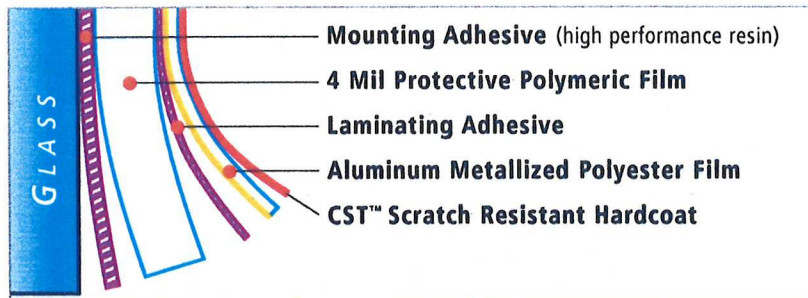 GLASS
Mounting Adhesive (high performance resin)
4 Mil Protective Polymeric Film
Laminating Adhesive
Aluminum Metallized Polyester Film
CST™ Scratch Resistant Hardcoat